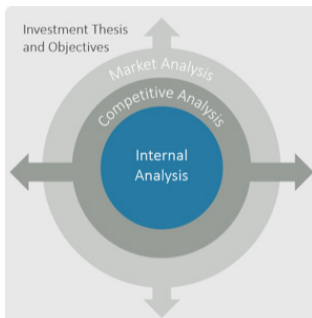 Investment Thesis
and Objectives
Market Analysis
Competitive Analysis
Internal
Analysis